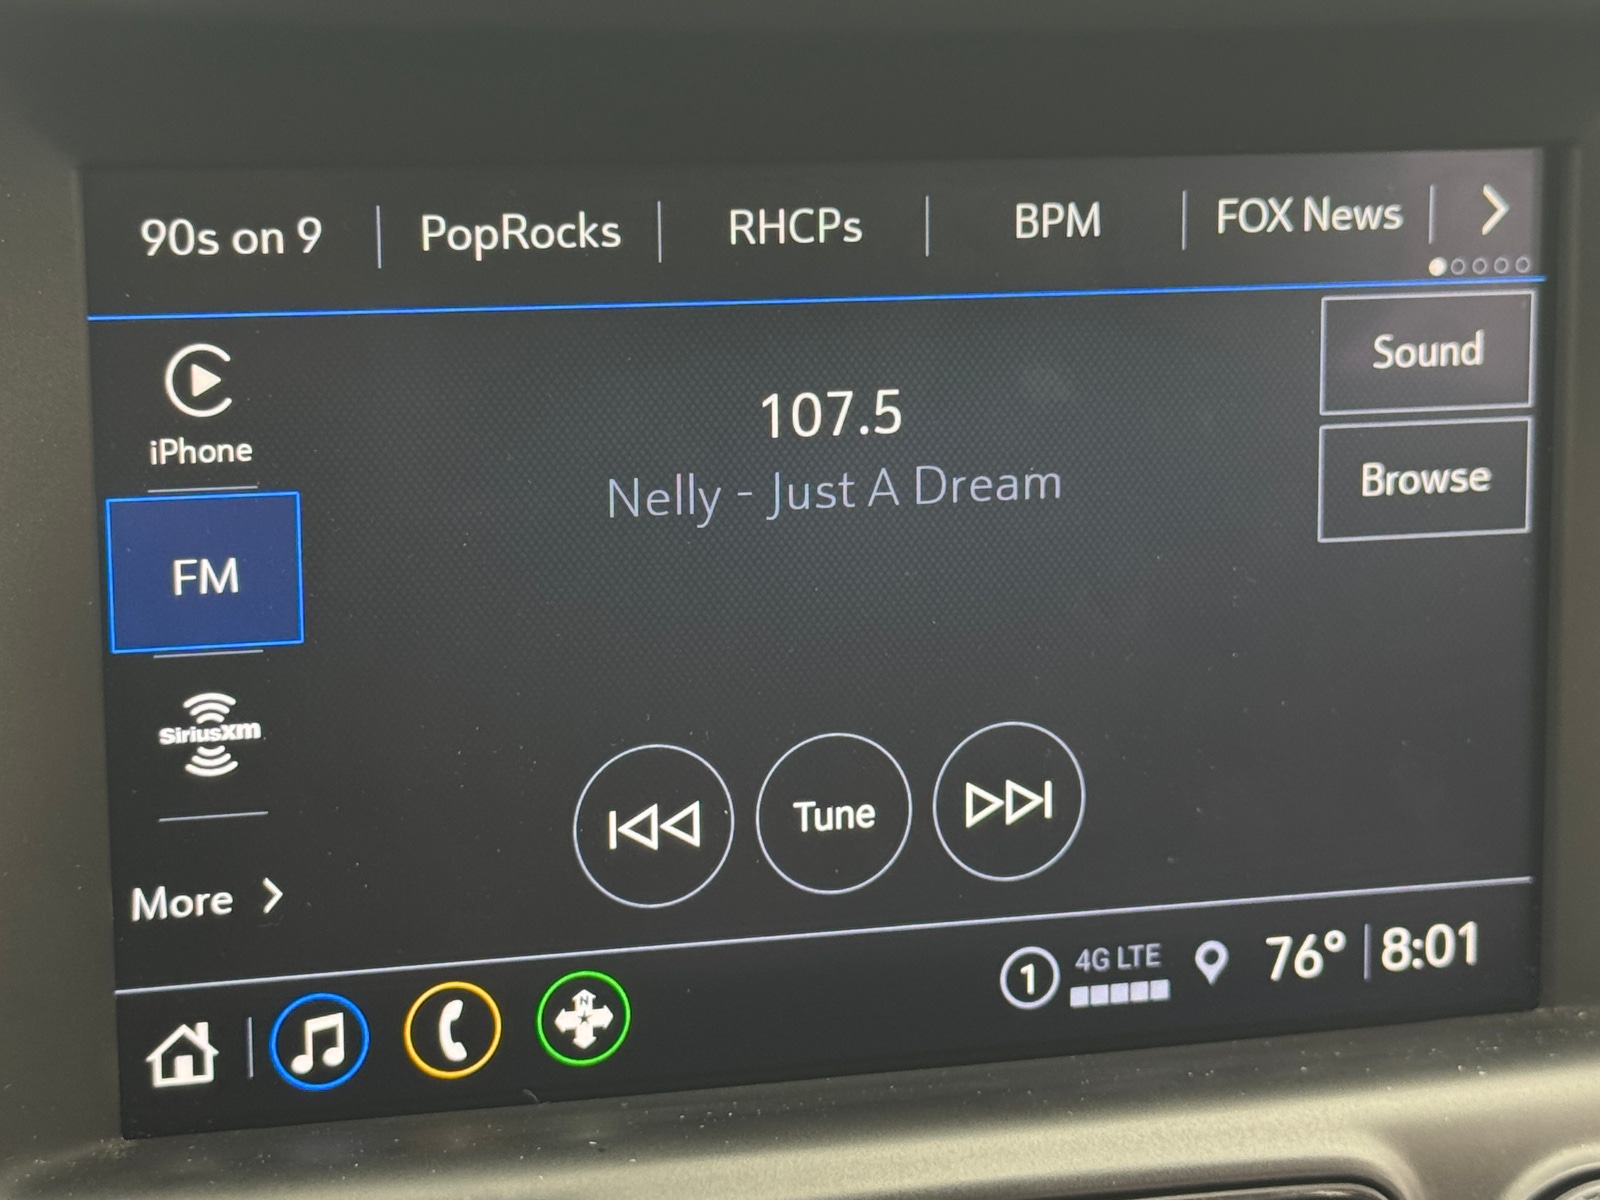 90s on 9
PopRocks
RHCPs
BPM
FOX News
iPhone
FM
SiriusXM
More
107.5
Nelly - Just A Dream
Sound
Browse
Tune
N
1
4G LTE
76°
8:01